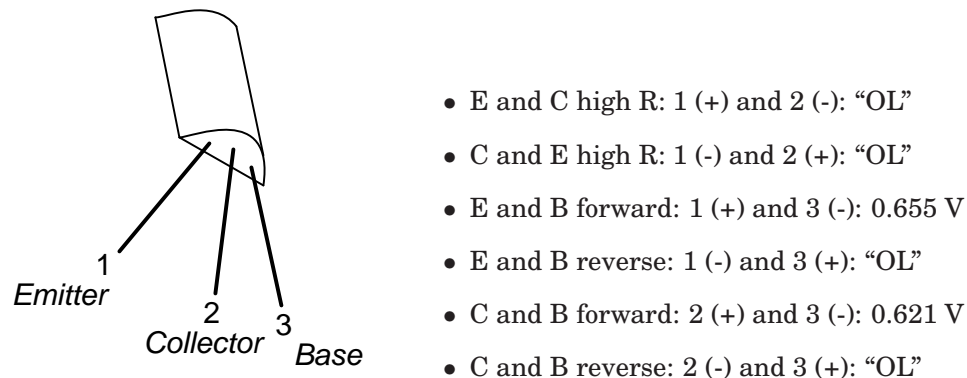 1
Emitter
2
Collector
3
Base
• E and C high R: 1 (+) and 2 (-): “OL”
• C and E high R: 1 (-) and 2 (+): “OL”
• E and B forward: 1 (+) and 3 (-): 0.655 V
• E and B reverse: 1 (-) and 3 (+): “OL”
• C and B forward: 2 (+) and 3 (-): 0.621 V
• C and B reverse: 2 (-) and 3 (+): “OL”